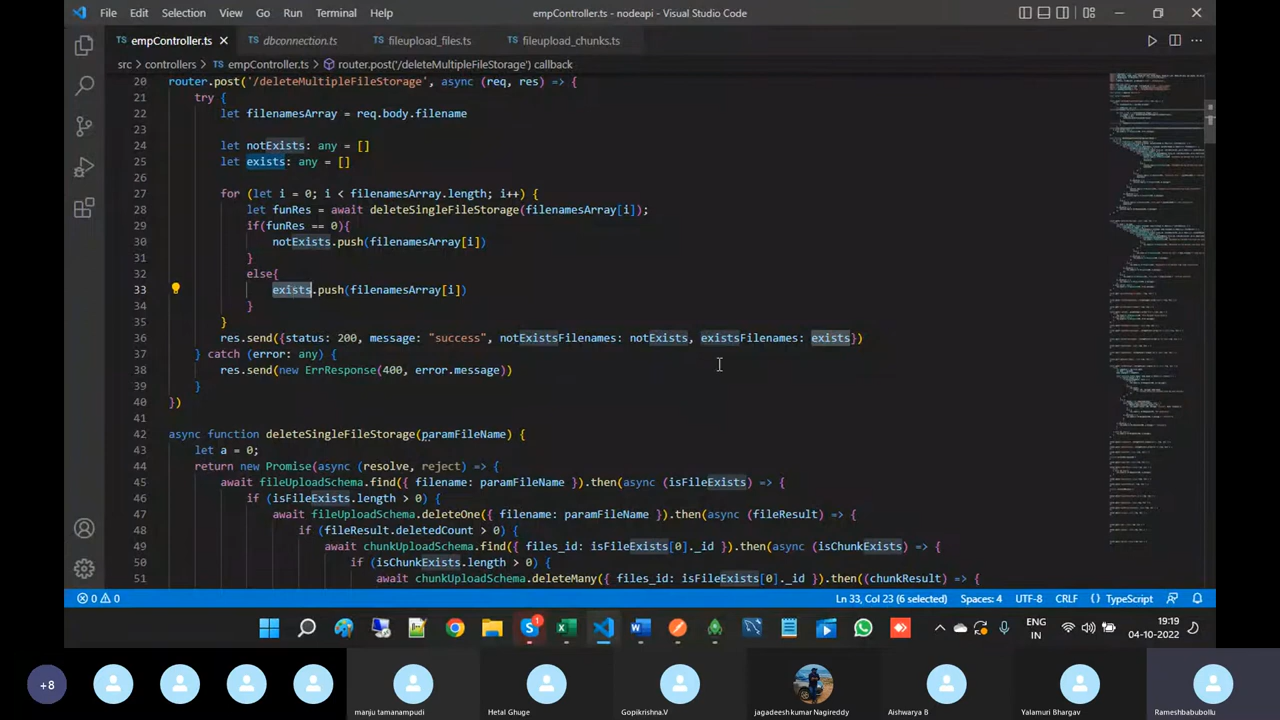 File Edit Selection View Go Run Terminal Help
empController.ts - nodeapi - Visual Studio Code
TS empController.ts
TS dbconnection.ts
TS fileupload_files.ts
TS fileupload_chunks.ts
src > controllers > TS empController.ts > router.post('/deleteMultipleFileStorage') callback
20 router.post('/deleteMultipleFileStorage', async (req, res) => {
21 try {
22 let filenamesArray = req.body
23
24 let notExists: any = []
25 let exists: any = []
26
27 for (let i = 0; i < filenamesArray.length; i++) {
28 let funRes = await deleteSingleFileStorage(filenamesArray[i]);
29 if(funRes == 0){
30 notExists.push(filenamesArray[i])
31 }
32 else{
33 .push(filenamesArray
34 }
35 }
36 res.send({status: 200, message ", notExistsFilenames: notExists, Filenames: exists})
37 } catch (error: any) {
38 res.send(new ErrResponse(400, error.message))
39 }
40 })
41
42 async function deleteSingleFileStorage(paramFileName) {
43 let a = 0;
44 return new Promise(async (resolve, reject) => {
45 await fileUploadSchema.find({ filename: paramFileName }).then(async (isFileExists) => {
46 if (isFileExists.length > 0) {
47 await fileUploadSchema.deleteOne({ filename: paramFileName }).then(async (fileResult) => {
48 if (fileResult.deletedCount > 0) {
49 await chunkUploadSchema.find({ files_id: isFileExists[0]._id }).then(async (isChunkExists) => {
50 if (isChunkExists.length > 0) {
51 await chunkUploadSchema.deleteMany({ files_id: isFileExists[0]._id }).then((chunkResult) => {
0 0
Ln 33, Col 23 (6 selected) Spaces: 4 UTF-8 CRLF {} TypeScript
1
ENG
IN
19:19
04-10-2022
+8
manju tamanampudi
Hetal Ghuge
Gopikrishna.V
jagadeesh kumar Nagireddy
Aishwarya B
Yalamuri Bhargav
Rameshbabubollu